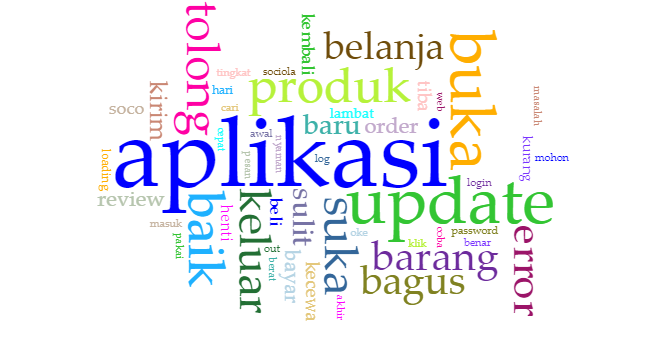 tolong
kembali
belanja
buka
tingkat
sociola
produk
kirim
hari
tiba
web
masalah
soco
cari
lambat
baru
order
cepat
awal
nyaman
aplikasi
kurang
loading
pesan
log
mohon
review
baik
henti
keluar
beli
sulit
suka
login
update
masuk
pakai
out
berat
bayar
kecewa
akhir
oke
klik
coba
password
benar
barang
bagus
error